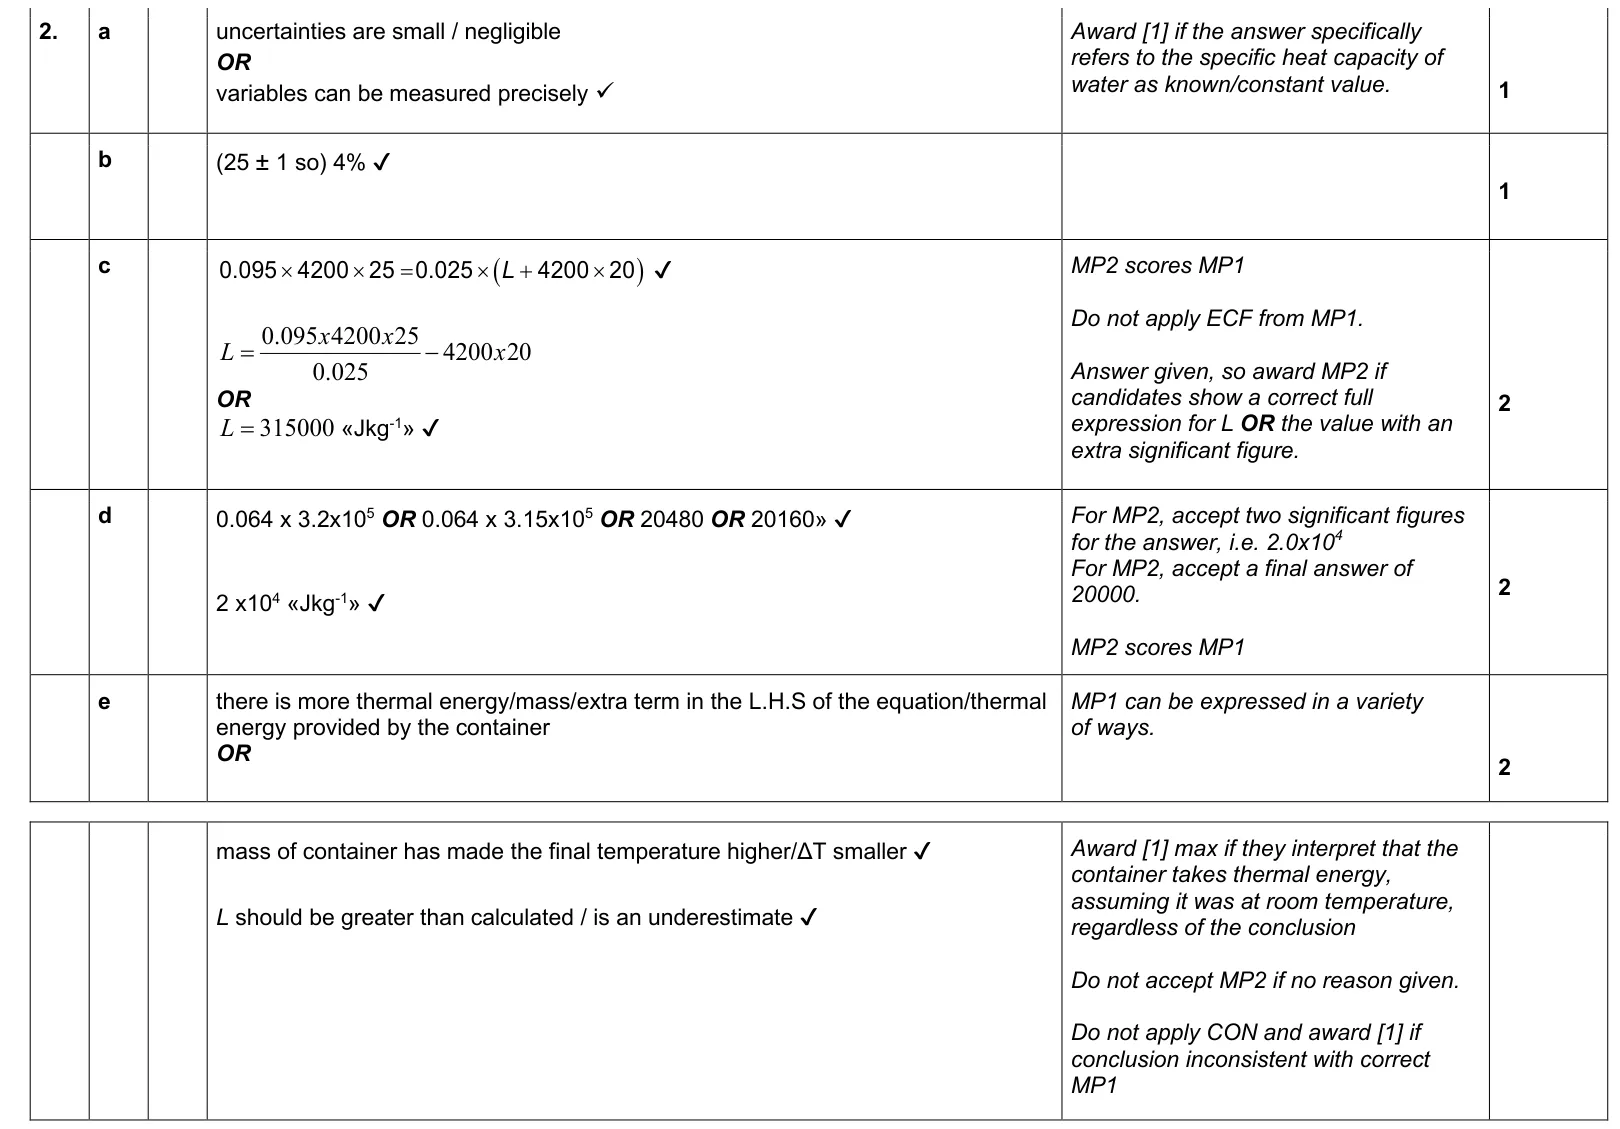 2. a uncertainties are small / negligible Award [1] if the answer specifically
OR refers to the specific heat capacity of
variables can be measured precisely ✓ water as known/constant value. 1
b (25 ± 1 so) 4% ✓ 1
c 0.095 × 4200 × 25 = 0.025 × (L + 4200 × 20) ✓ MP2 scores MP1
Do not apply ECF from MP1.
L = 0.095x4200x25 / 0.025 − 4200x20
OR
L = 315000 «Jkg⁻¹» ✓
Answer given, so award MP2 if
candidates show a correct full
expression for L OR the value with an
extra significant figure.
2
d 0.064 x 3.2x10⁵ OR 0.064 x 3.15x10⁵ OR 20480 OR 20160» ✓
2 x10⁴ «Jkg⁻¹» ✓
For MP2, accept two significant figures
for the answer, i.e. 2.0x10⁴
For MP2, accept a final answer of
20000.
MP2 scores MP1
2
e there is more thermal energy/mass/extra term in the L.H.S of the equation/thermal
energy provided by the container
OR
MP1 can be expressed in a variety
of ways.
2
mass of container has made the final temperature higher/ΔT smaller ✓
L should be greater than calculated / is an underestimate ✓
Award [1] max if they interpret that the
container takes thermal energy,
assuming it was at room temperature,
regardless of the conclusion
Do not accept MP2 if no reason given.
Do not apply CON and award [1] if
conclusion inconsistent with correct
MP1